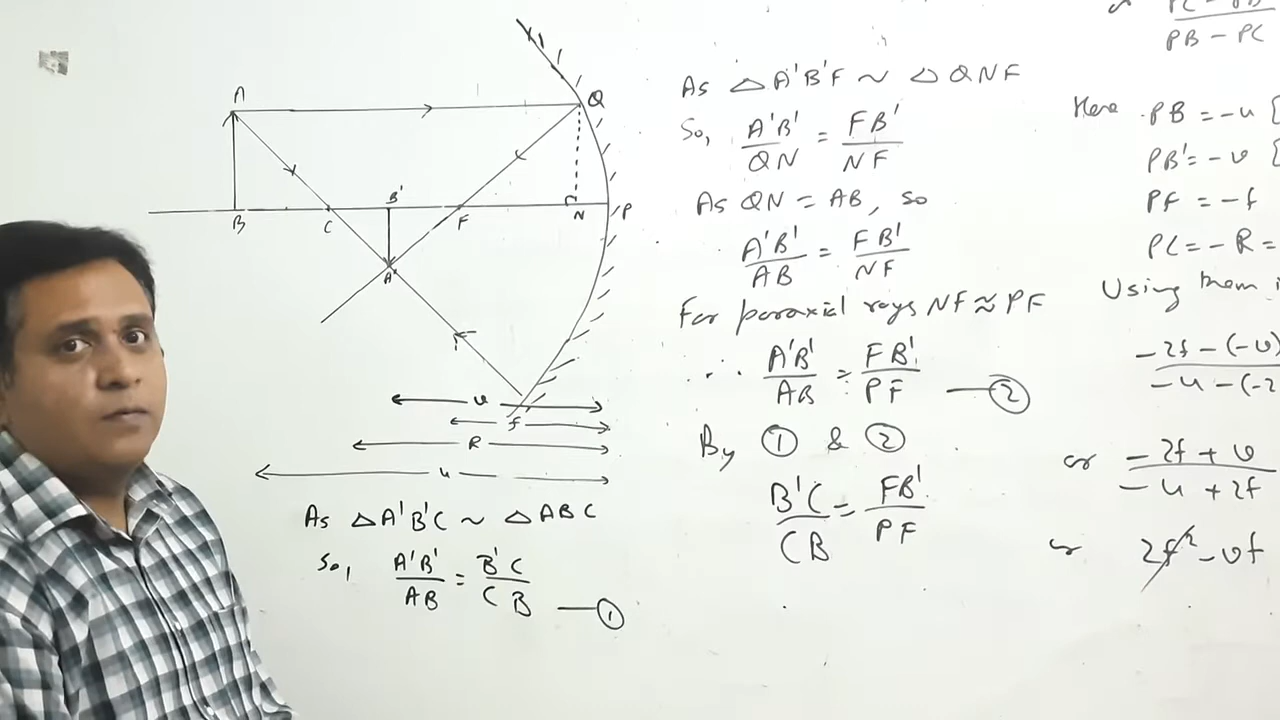 A
Q
B
C
B'
F
N
P
A'
u
f
R
u
As △A'B'C ~ △ABC
So, A'B'/AB = B'C/CB —①
As △A'B'F ~ △QNF
So, A'B'/QN = FB'/NF
As QN = AB, so
A'B'/AB = FB'/NF
For paraxial rays NF ≈ PF
∴ A'B'/AB = FB'/PF —②
By ① & ②
B'C/CB = FB'/PF
PB - PC
Here PB = -u [
PB' = -v [
PF = -f
PC = -R =
Using them
-2f - (-v)
-u - (-2
or -2f + v
-u + 2f
or 2f² - vf